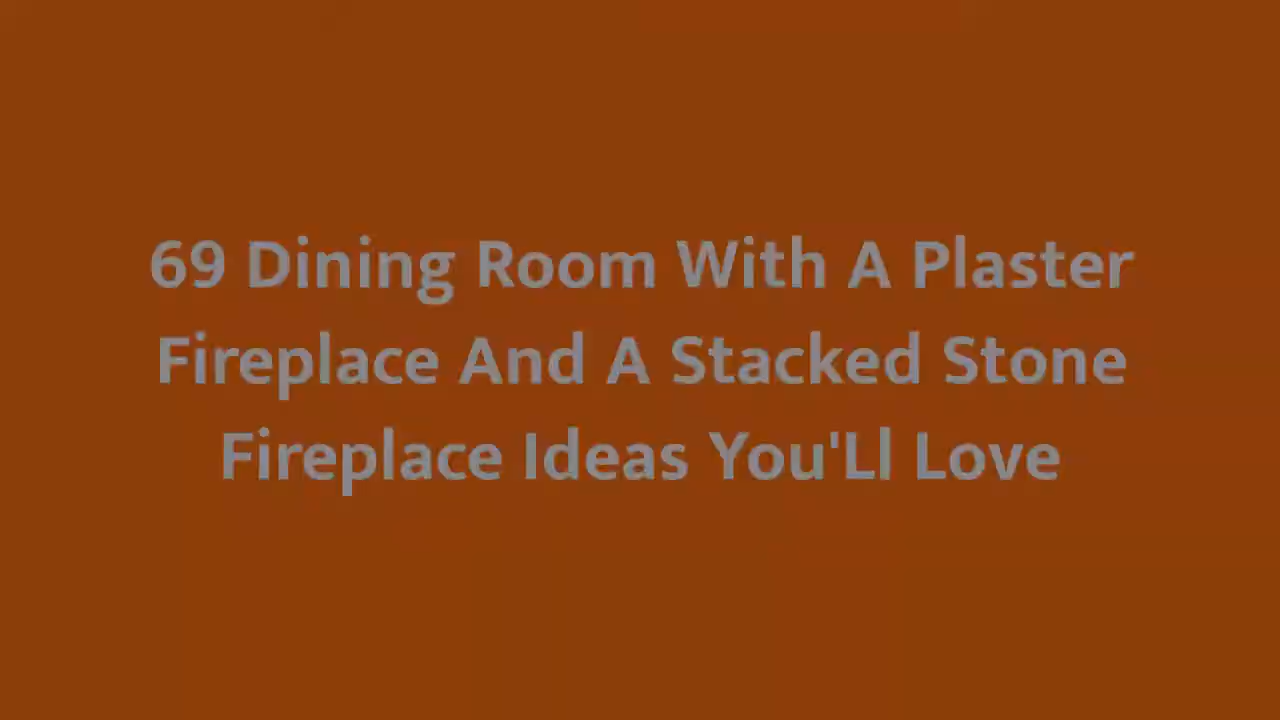 69 Dining Room With A Plaster
Fireplace And A Stacked Stone
Fireplace Ideas You'Ll Love